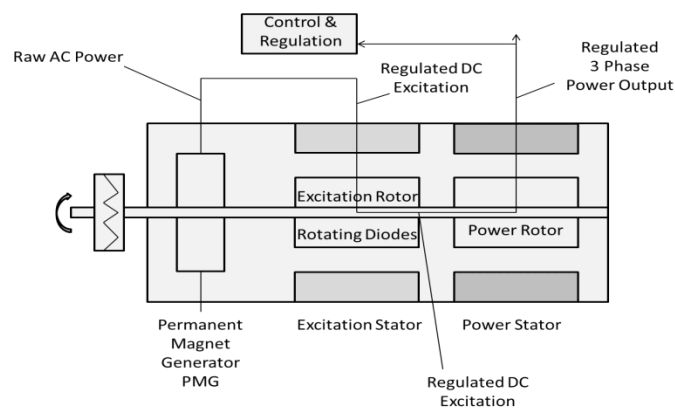 Control &
Regulation
Raw AC Power
Regulated DC
Excitation
Regulated
3 Phase
Power Output
Excitation Rotor
Rotating Diodes
Power Rotor
Permanent
Magnet
Generator
PMG
Excitation Stator
Power Stator
Regulated DC
Excitation